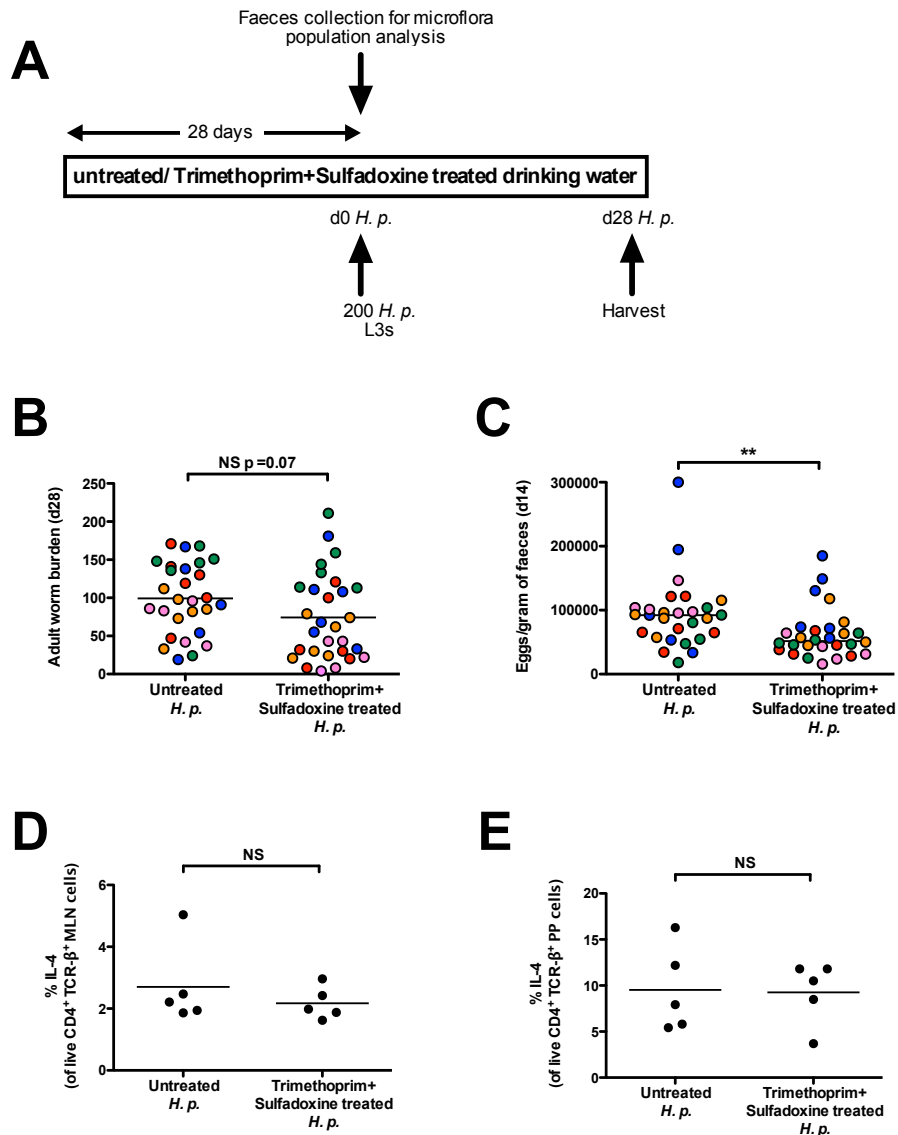 Faeces collection for microflora
population analysis
A
28 days
untreated/ Trimethoprim+Sulfadoxine treated drinking water
d0 H. p.
d28 H. p.
200 H. p.
L3s
Harvest
B
NS p =0.07
Adult worm burden (d28)
250
200
150
100
50
0
Untreated
H. p.
Trimethoprim+
Sulfadoxine treated
H. p.
C
**
Eggs/gram of faeces (d14)
300000
200000
100000
0
Untreated
H. p.
Trimethoprim+
Sulfadoxine treated
H. p.
D
NS
% IL-4
(of live CD4⁺ TCR-β⁺ MLN cells)
6
4
2
0
Untreated
H. p.
Trimethoprim+
Sulfadoxine treated
H. p.
E
NS
% IL-4
(of live CD4⁺ TCR-β⁺ PP cells)
20
15
10
5
0
Untreated
H. p.
Trimethoprim+
Sulfadoxine treated
H. p.